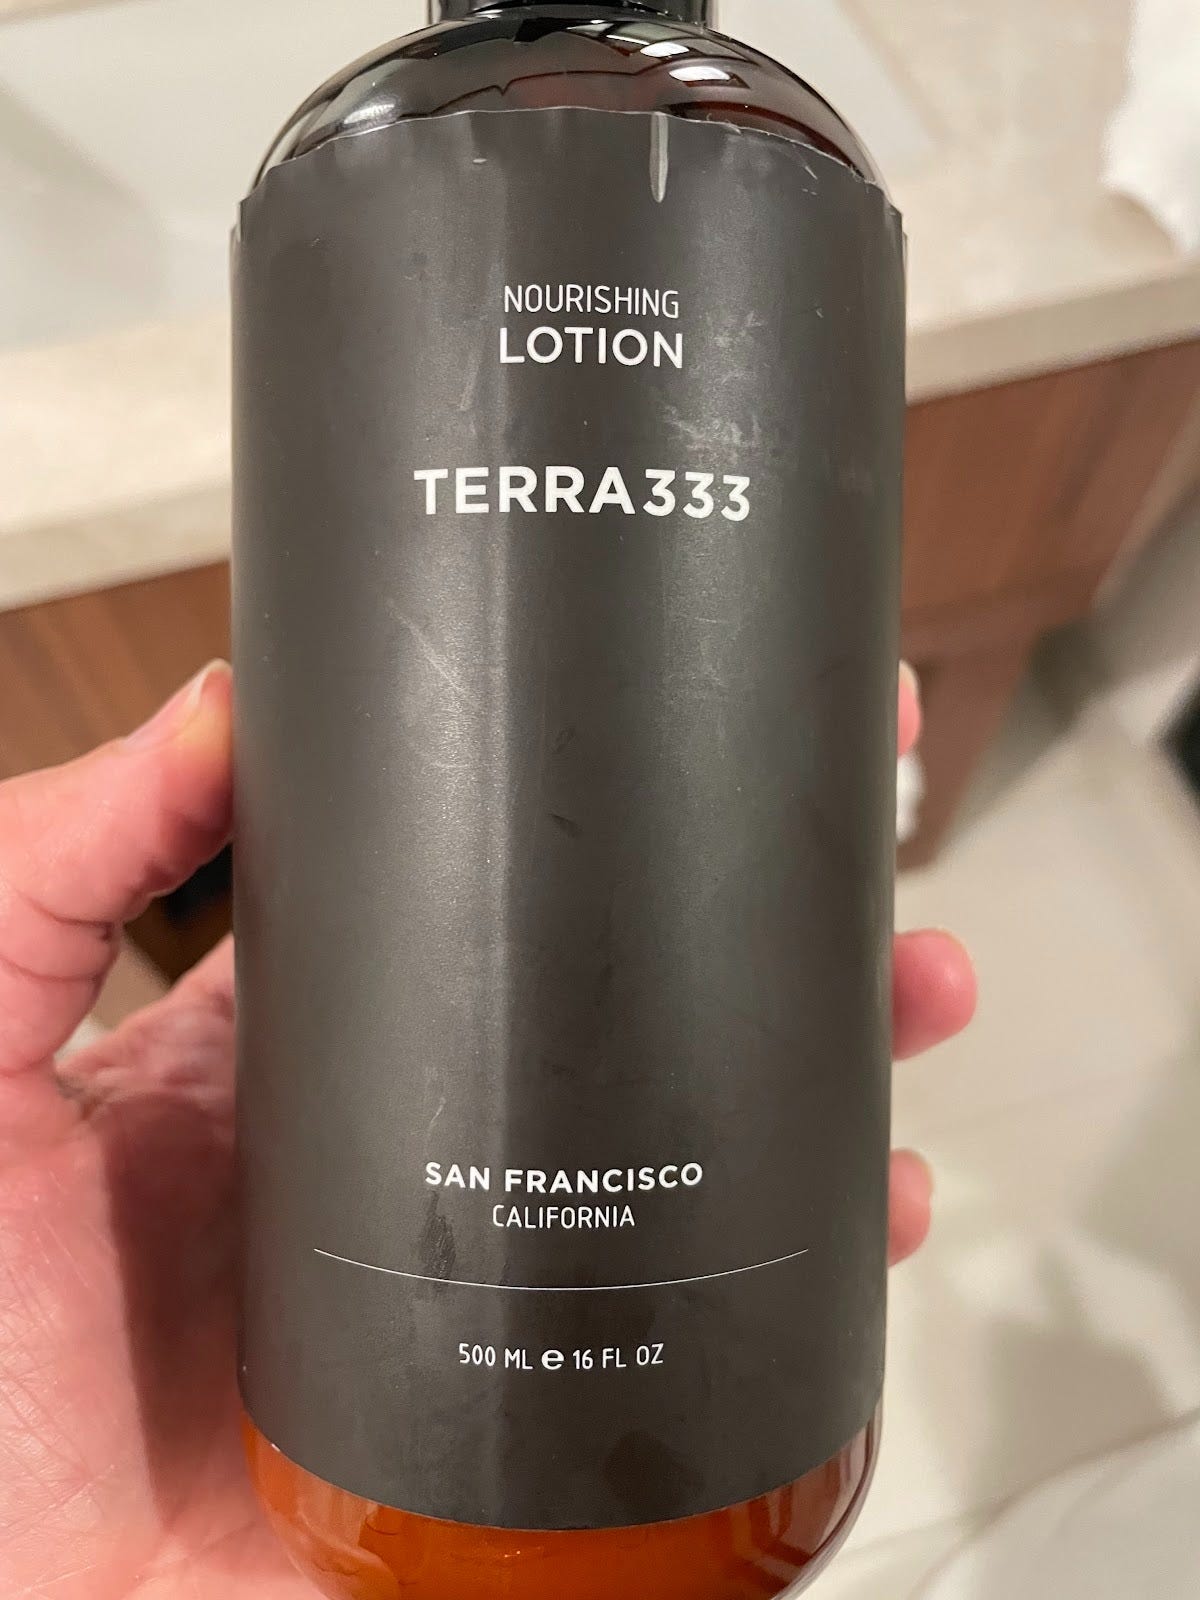 NOURISHING
LOTION
TERRA333
SAN FRANCISCO
CALIFORNIA
500 ML ℮ 16 FL OZ